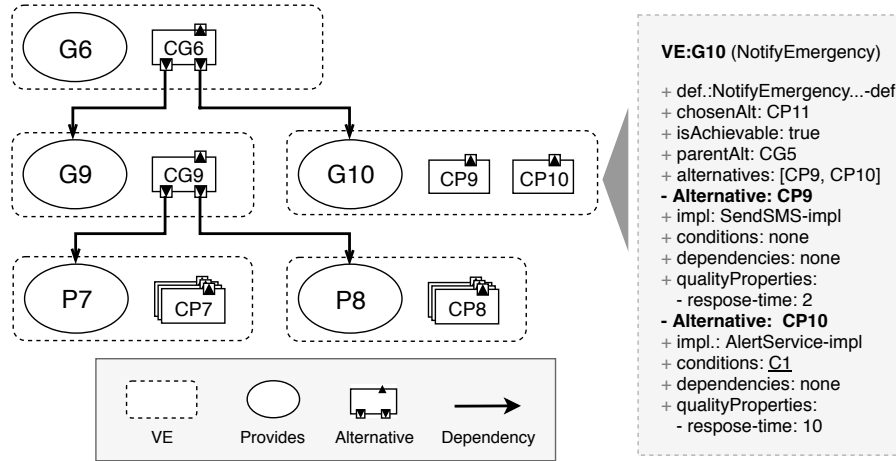 G6
CG6
G9
CG9
G10
CP9
CP10
P7
CP7
P8
CP8
VE
Provides
Alternative
Dependency
VE:G10 (NotifyEmergency)
+ def.:NotifyEmergency...-def
+ chosenAlt: CP11
+ isAchievable: true
+ parentAlt: CG5
+ alternatives: [CP9, CP10]
- Alternative: CP9
+ impl: SendSMS-impl
+ conditions: none
+ dependencies: none
+ qualityProperties:
- respose-time: 2
- Alternative: CP10
+ impl.: AlertService-impl
+ conditions: C1
+ dependencies: none
+ qualityProperties:
- respose-time: 10